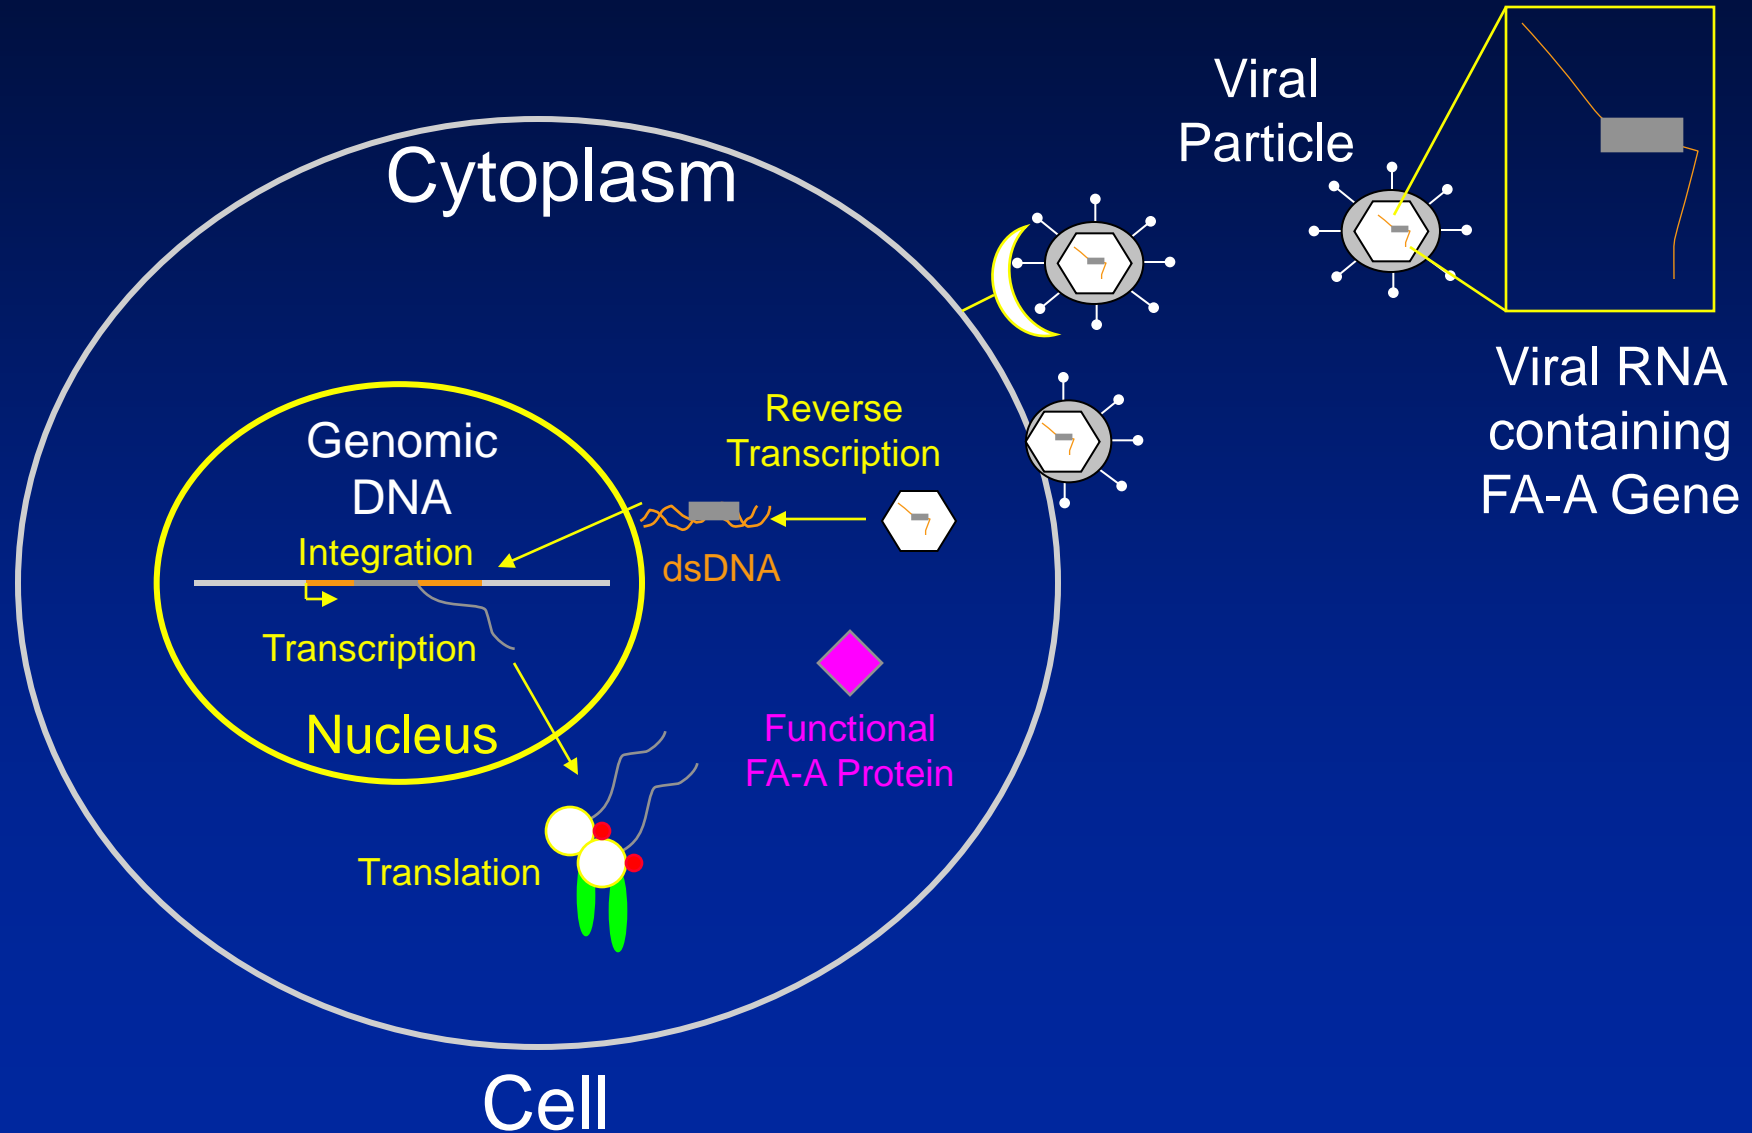 Viral
Particle
Cytoplasm
Viral RNA
containing
FA-A Gene
Reverse
Transcription
Genomic
DNA
Integration
dsDNA
Transcription
Nucleus
Functional
FA-A Protein
Translation
Cell